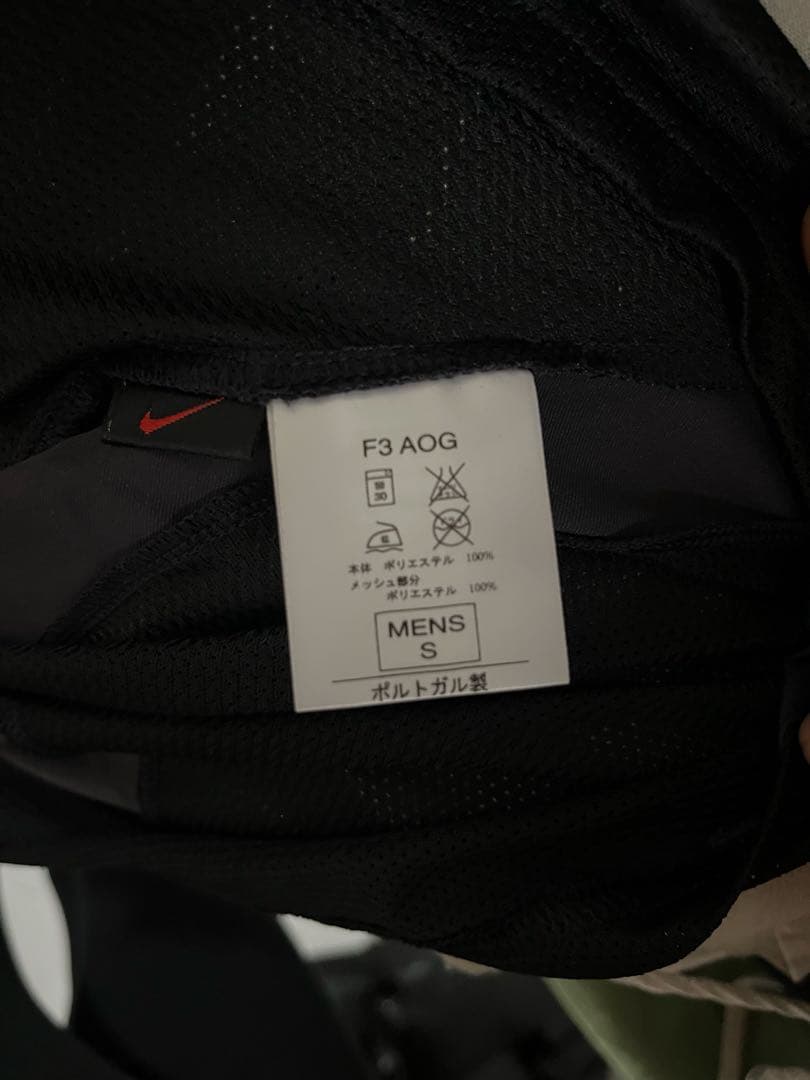 F3 AOG
30
本体 ポリエステル 100%
メッシュ部分
ポリエステル 100%
MENS
S
ポルトガル製